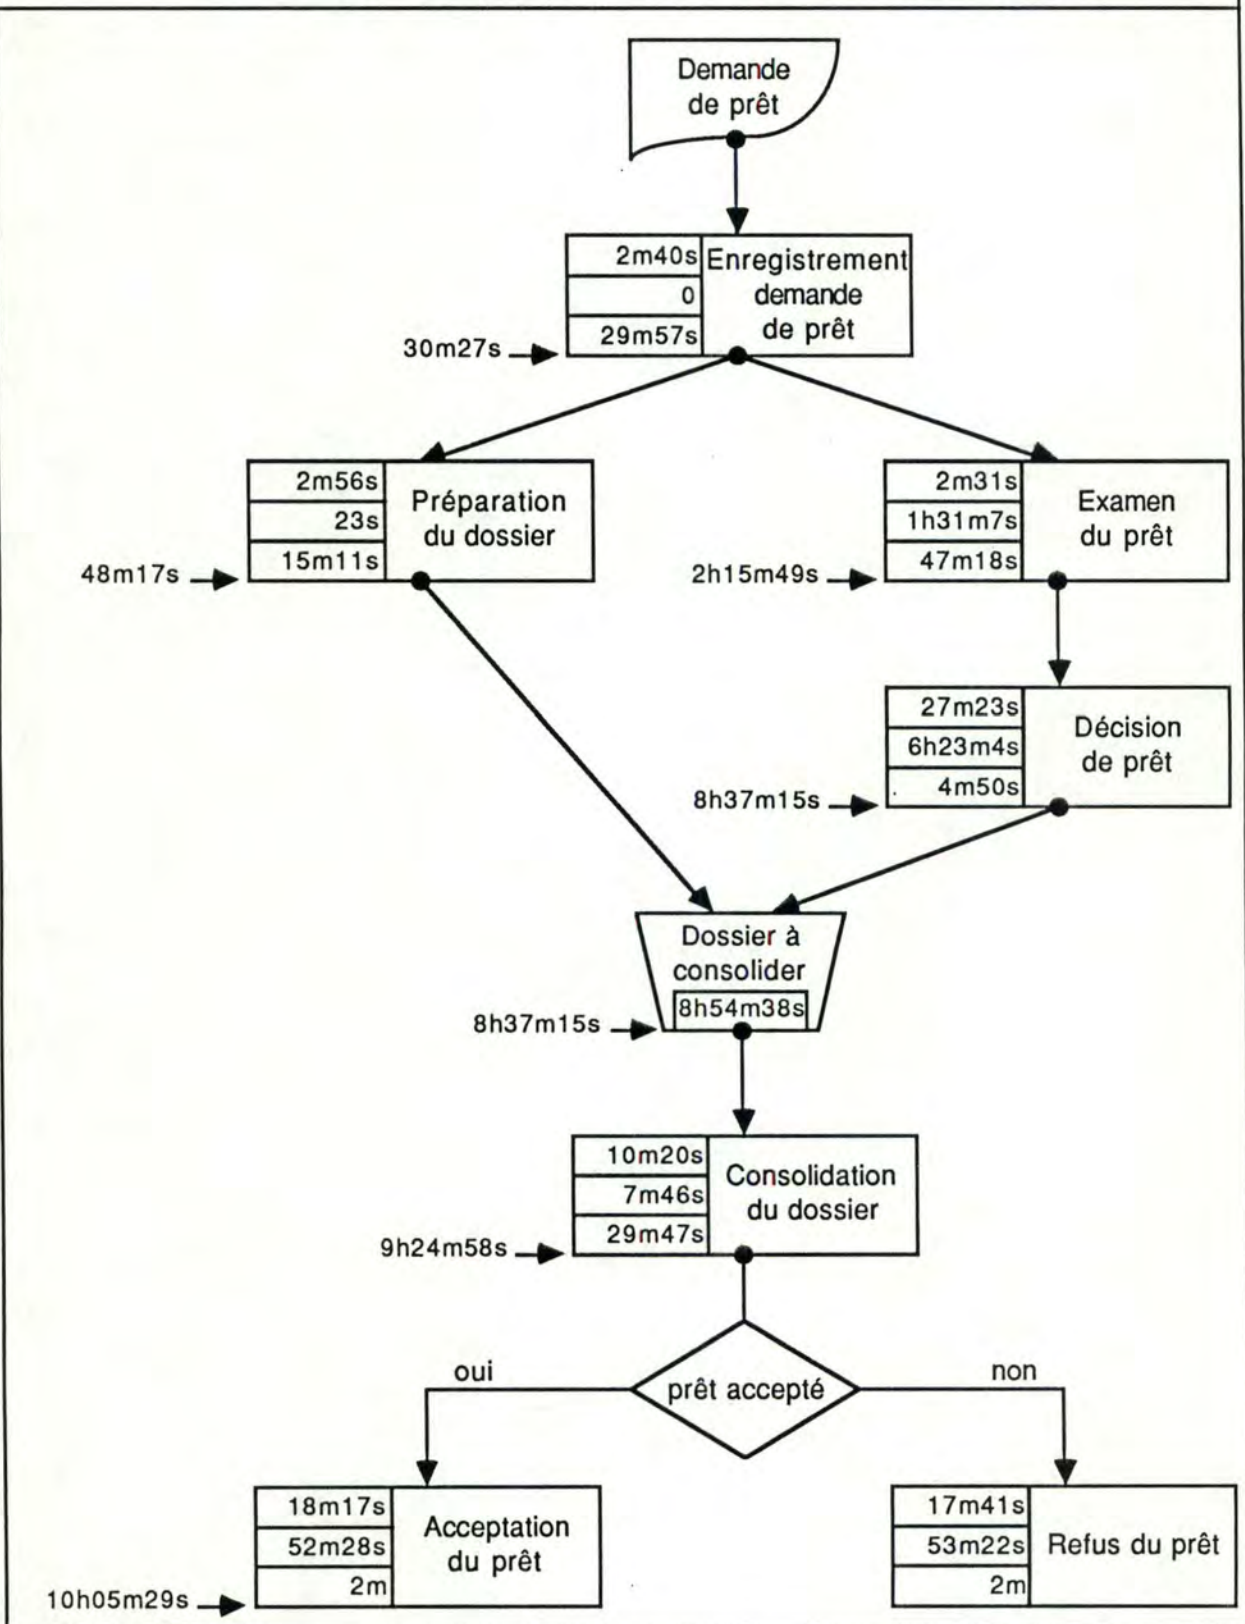 Demande
de prêt
2m40s
0
29m57s
Enregistrement
demande
de prêt
30m27s
2m56s
23s
15m11s
Préparation
du dossier
48m17s
2m31s
1h31m7s
47m18s
Examen
du prêt
2h15m49s
27m23s
6h23m4s
4m50s
Décision
de prêt
8h37m15s
Dossier à
consolider
8h54m38s
8h37m15s
10m20s
7m46s
29m47s
Consolidation
du dossier
9h24m58s
prêt accepté
oui
non
18m17s
52m28s
2m
Acceptation
du prêt
10h05m29s
17m41s
53m22s
2m
Refus du prêt